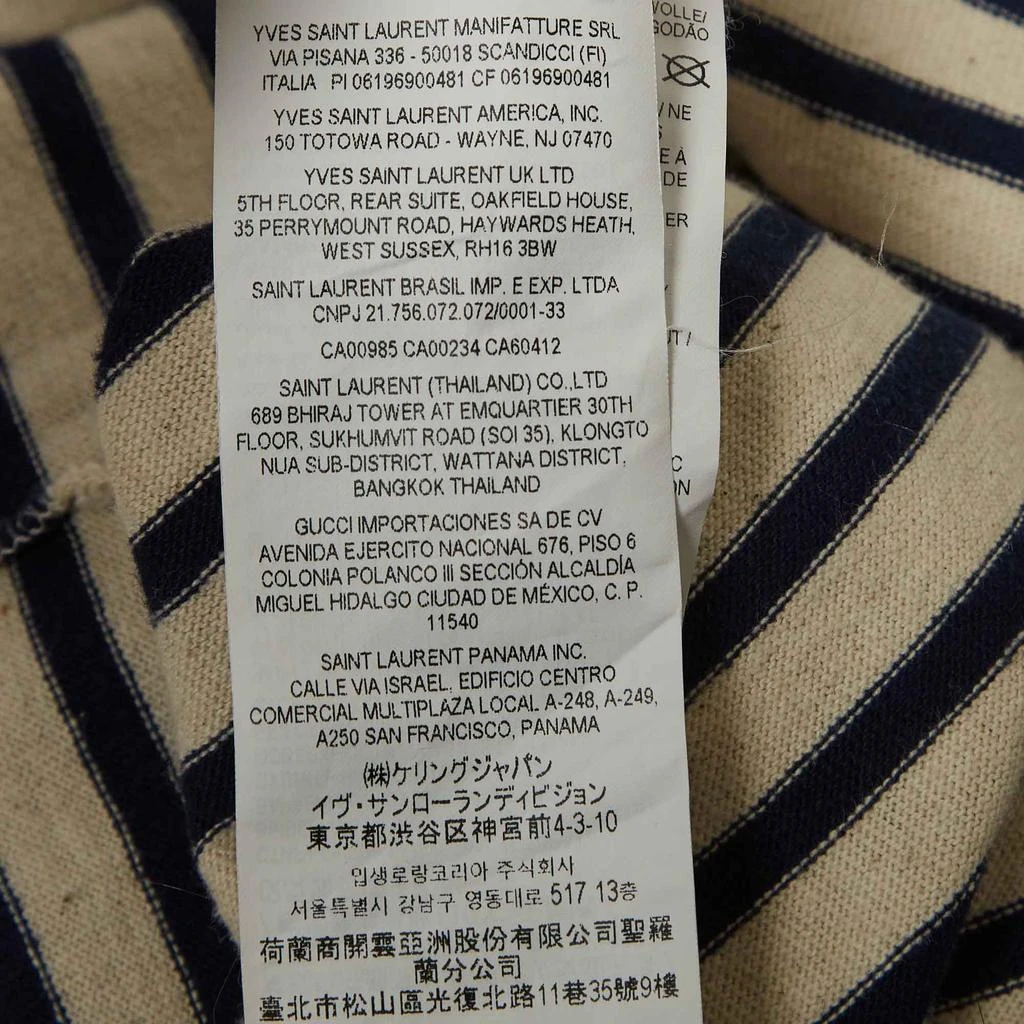 YVES SAINT LAURENT MANIFATTURE SRL
VIA PISANA 336 - 50018 SCANDICCI (FI)
ITALIA PI 06196900481 CF 06196900481
YVES SAINT LAURENT AMERICA, INC.
150 TOTOWA ROAD - WAYNE, NJ 07470
YVES SAINT LAURENT UK LTD
5TH FLOOR, REAR SUITE, OAKFIELD HOUSE,
35 PERRYMOUNT ROAD, HAYWARDS HEATH,
WEST SUSSEX, RH16 3BW
SAINT LAURENT BRASIL IMP. E EXP. LTDA
CNPJ 21.756.072.072/0001-33
CA00985 CA00234 CA60412
SAINT LAURENT (THAILAND) CO.,LTD
689 BHIRAJ TOWER AT EMQUARTIER 30TH
FLOOR, SUKHUMVIT ROAD (SOI 35), KLONGTO
NUA SUB-DISTRICT, WATTANA DISTRICT,
BANGKOK THAILAND
GUCCI IMPORTACIONES SA DE CV
AVENIDA EJERCITO NACIONAL 676, PISO 6
COLONIA POLANCO III SECCIÓN ALCALDÍA
MIGUEL HIDALGO CIUDAD DE MÉXICO, C. P.
11540
SAINT LAURENT PANAMA INC.
CALLE VIA ISRAEL, EDIFICIO CENTRO
COMERCIAL MULTIPLAZA LOCAL A-248, A-249,
A250 SAN FRANCISCO, PANAMA
(株)ケリングジャパン
イヴ・サンローランディビジョン
東京都渋谷区神宮前4-3-10
입생로랑코리아 주식회사
서울특별시 강남구 영동대로 517 13층
荷蘭商開雲亞洲股份有限公司聖羅
蘭分公司
臺北市松山區光復北路11巷35號9樓
VOLLE/
GODÃO
/ NE
E À
DE
ER
UT /
C
ON